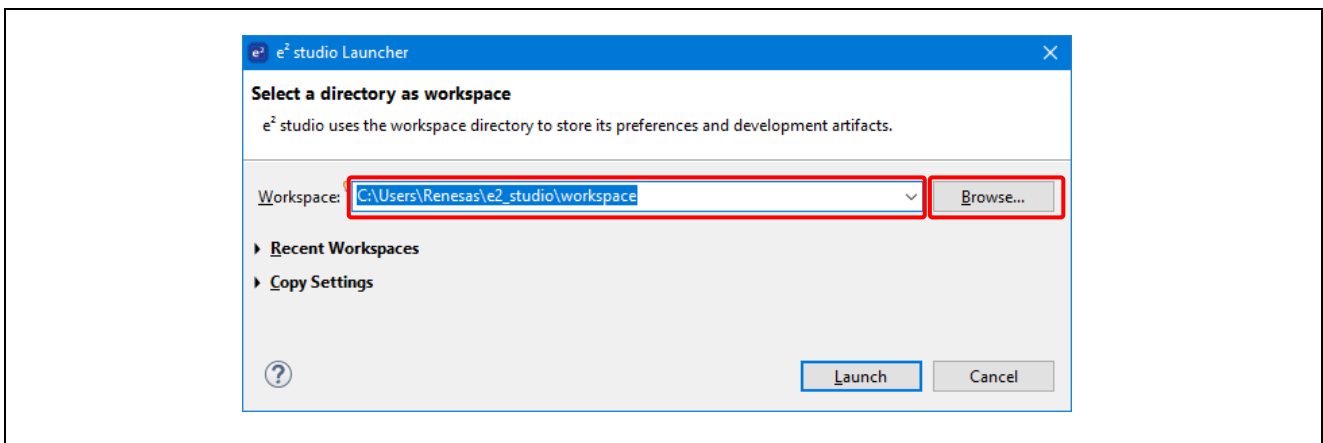 e² e² studio Launcher
Select a directory as workspace
e² studio uses the workspace directory to store its preferences and development artifacts.
Workspace: C:\Users\Renesas\e2_studio\workspace Browse...
Recent Workspaces
Copy Settings
? Launch Cancel